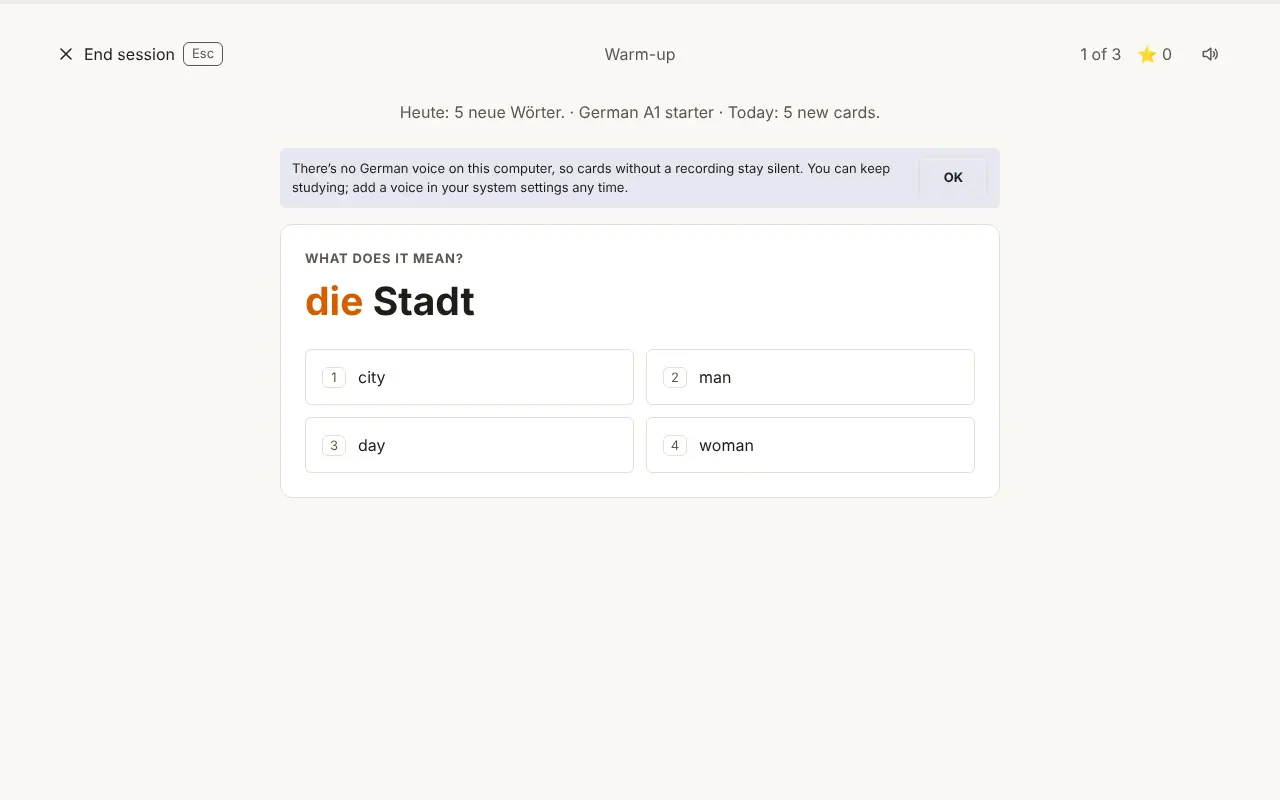 End session Esc
Warm-up
1 of 3 ⭐ 0
Heute: 5 neue Wörter. · German A1 starter · Today: 5 new cards.
There’s no German voice on this computer, so cards without a recording stay silent. You can keep
studying; add a voice in your system settings any time.
OK
WHAT DOES IT MEAN?
die Stadt
1 city
2 man
3 day
4 woman